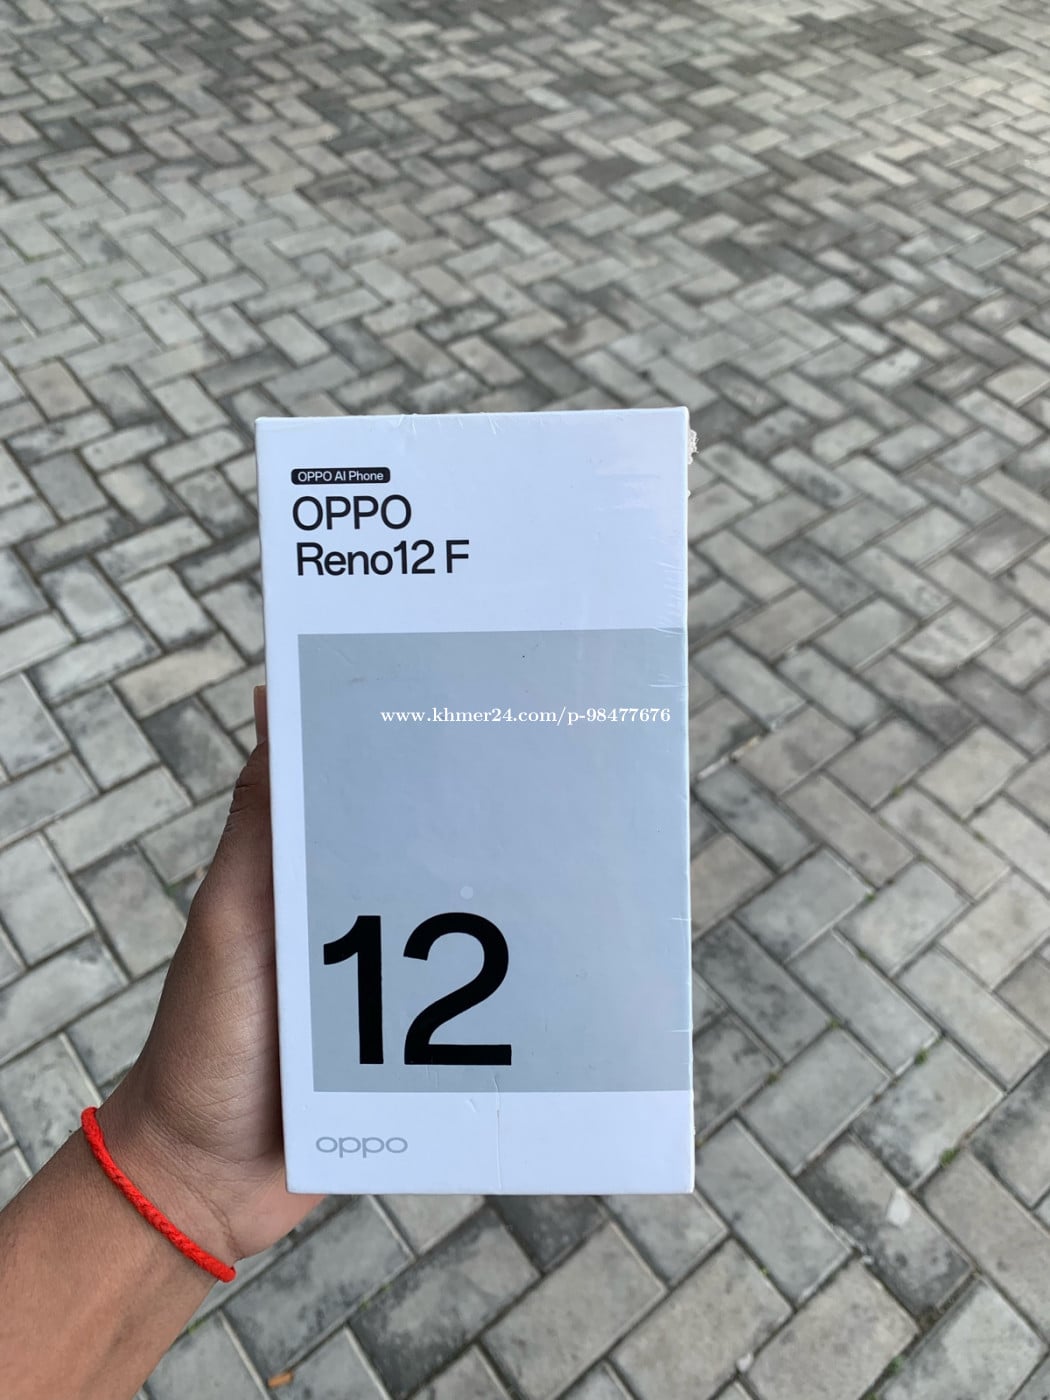 OPPO AI Phone
OPPO
Reno12 F
www.khmer24.com/p-98477676
12
oppo